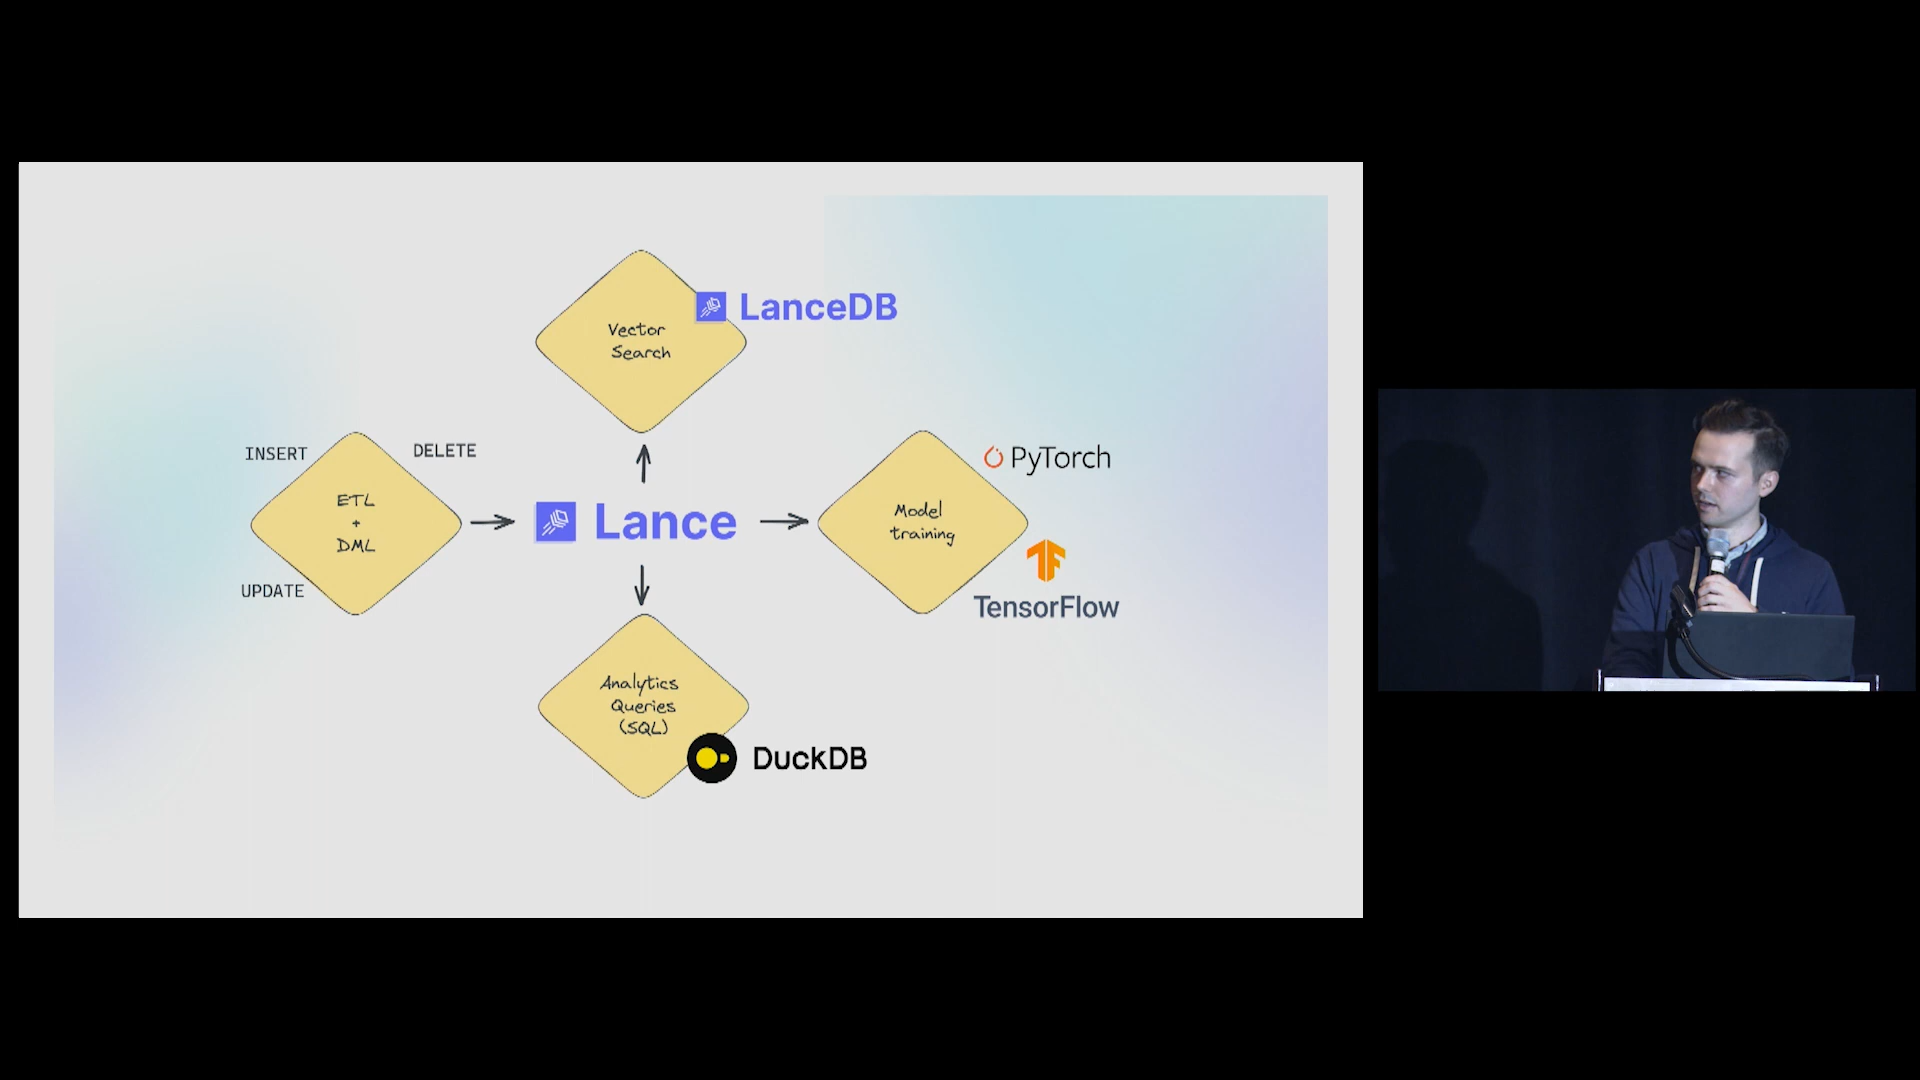 Vector
Search
LanceDB
INSERT
DELETE
ETL
+
DML
UPDATE
Lance
Model
training
PyTorch
TensorFlow
Analytics
Queries
(SQL)
DuckDB